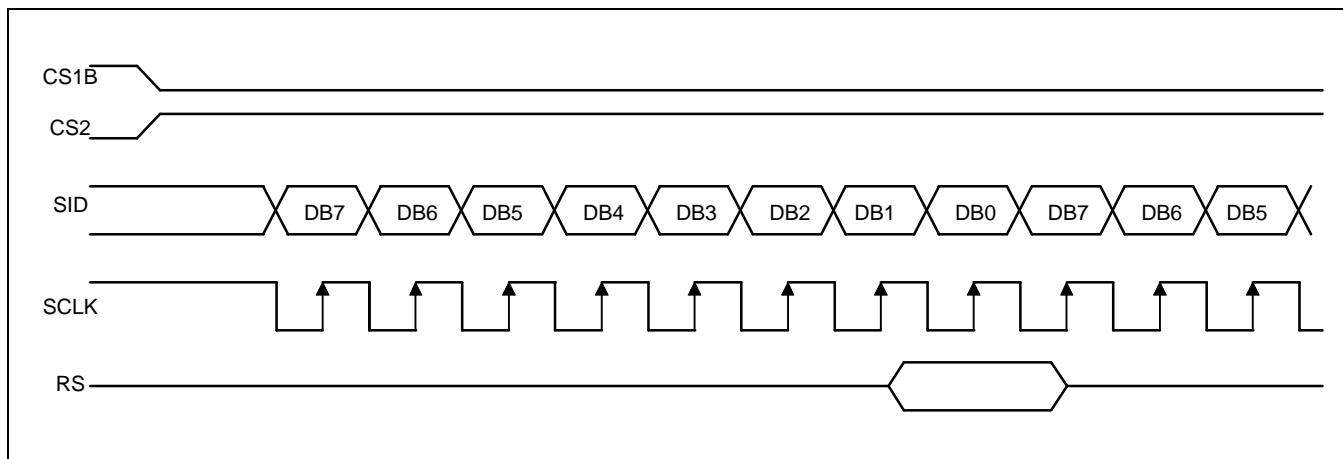 CS1B
CS2
SID DB7 DB6 DB5 DB4 DB3 DB2 DB1 DB0 DB7 DB6 DB5
SCLK
RS